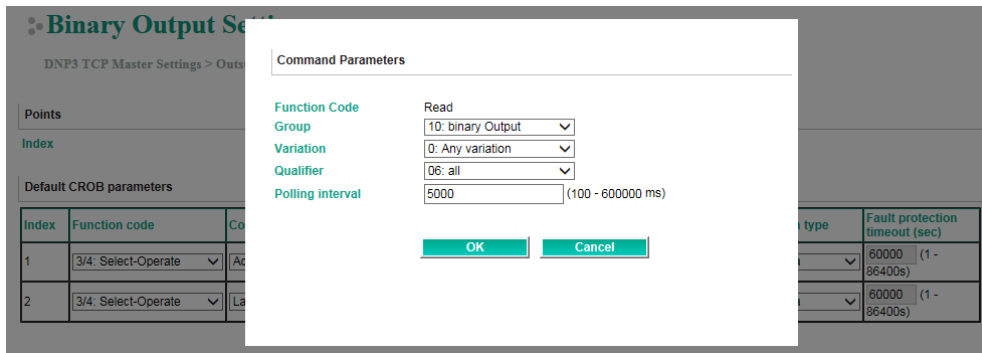 Binary Output Se
DNP3 TCP Master Settings >
Command Parameters
Points
Index
Function Code Read
Group 10: binary Output
Variation 0: Any variation
Qualifier 06: all
Polling interval 5000 (100 - 600000 ms)
OK Cancel
Default CROB parameters
Index Function code Co type Fault protection
timeout (sec)
1 3/4: Select-Operate 60000 (1 -
86400s)
2 3/4: Select-Operate La 60000 (1 -
86400s)